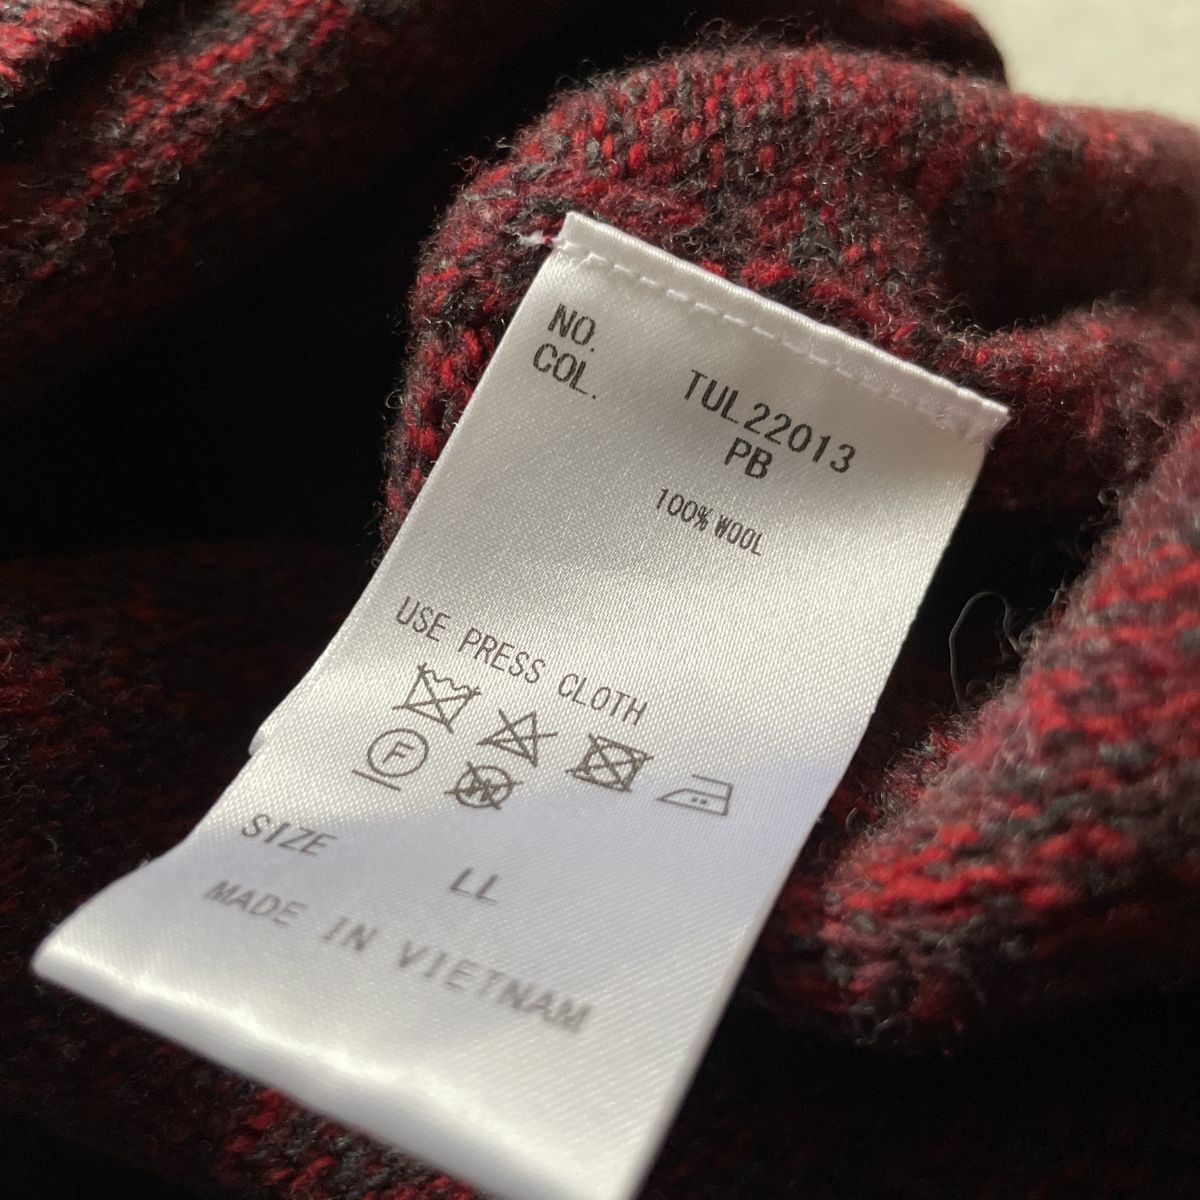 NO. TUL22013
COL. PB
100% WOOL
USE PRESS CLOTH
F W
SIZE LL
MADE IN VIETNAM